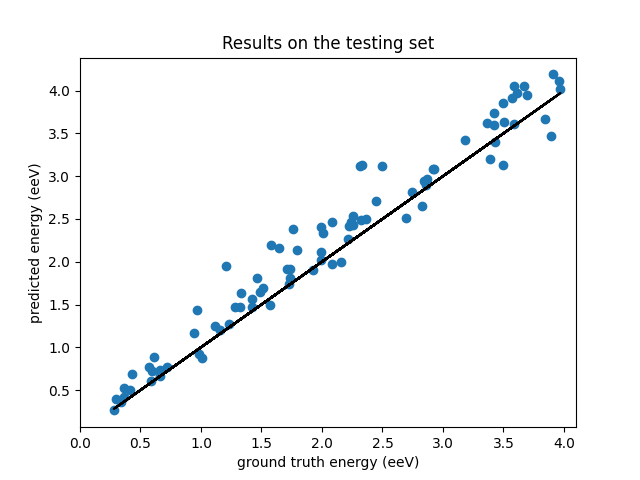 Results on the testing set
predicted energy (eeV)
4.0
3.5
3.0
2.5
2.0
1.5
1.0
0.5
0.0 0.5 1.0 1.5 2.0 2.5 3.0 3.5 4.0
ground truth energy (eeV)